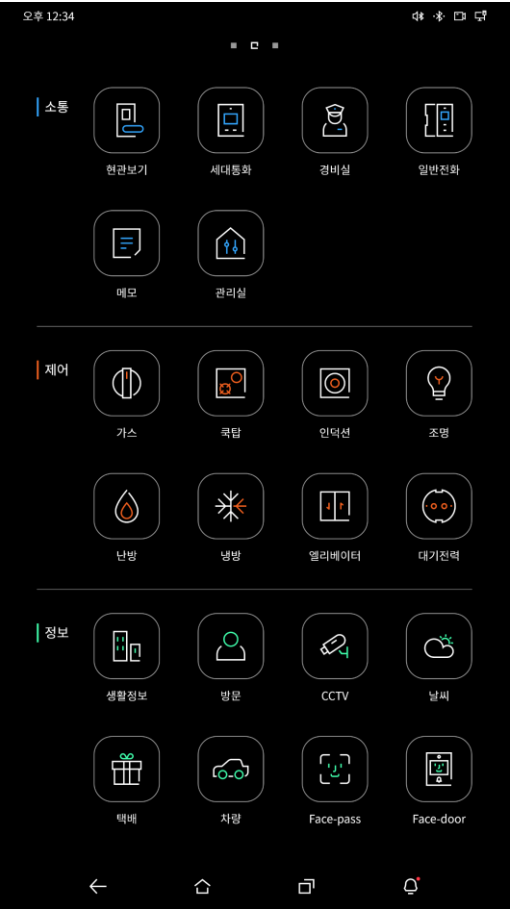 오후 12:34
소통
현관보기 세대통화 경비실 일반전화
메모 관리실
제어
가스 쿡탑 인덕션 조명
난방 냉방 엘리베이터 대기전력
정보
생활정보 방문 CCTV 날씨
택배 차량 Face-pass Face-door